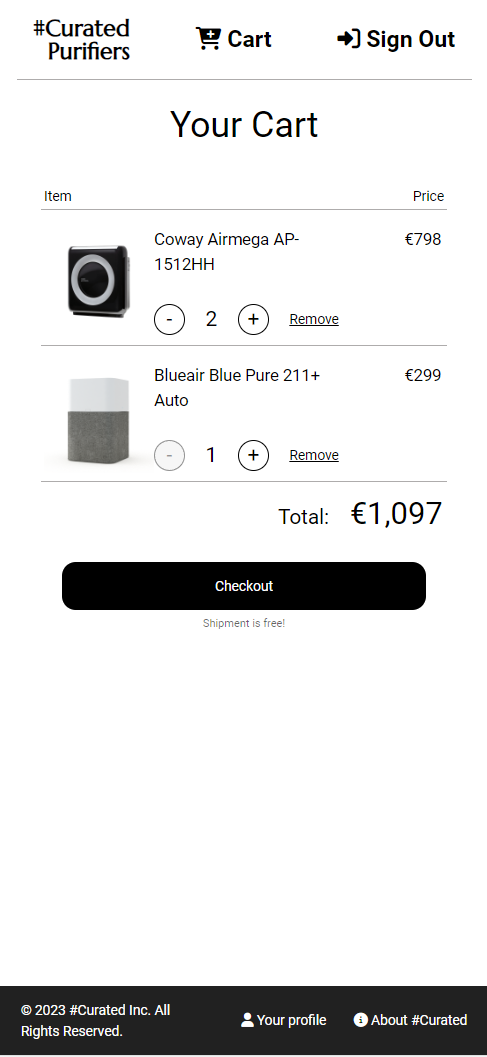 #Curated
Purifiers
Cart
Sign Out
Your Cart
Item Price
Coway Airmega AP- €798
1512HH
- 2 + Remove
Blueair Blue Pure 211+ €299
Auto
- 1 + Remove
Total: €1,097
Checkout
Shipment is free!
© 2023 #Curated Inc. All
Rights Reserved.
Your profile
About #Curated